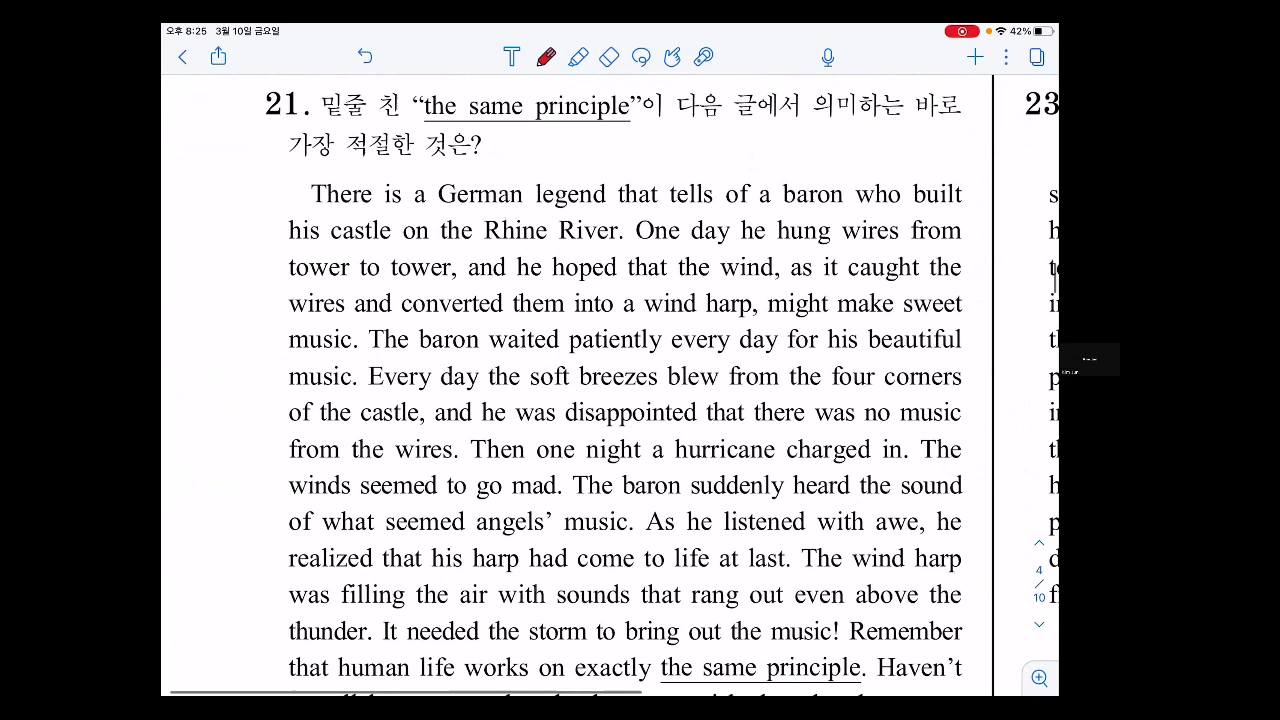 오후 8:25 3월 10일 금요일
42%
21. 밑줄 친 “the same principle”이 다음 글에서 의미하는 바로
가장 적절한 것은?
There is a German legend that tells of a baron who built
his castle on the Rhine River. One day he hung wires from
tower to tower, and he hoped that the wind, as it caught the
wires and converted them into a wind harp, might make sweet
music. The baron waited patiently every day for his beautiful
music. Every day the soft breezes blew from the four corners
of the castle, and he was disappointed that there was no music
from the wires. Then one night a hurricane charged in. The
winds seemed to go mad. The baron suddenly heard the sound
of what seemed angels’ music. As he listened with awe, he
realized that his harp had come to life at last. The wind harp
was filling the air with sounds that rang out even above the
thunder. It needed the storm to bring out the music! Remember
that human life works on exactly the same principle. Haven’t
23
4
/
10